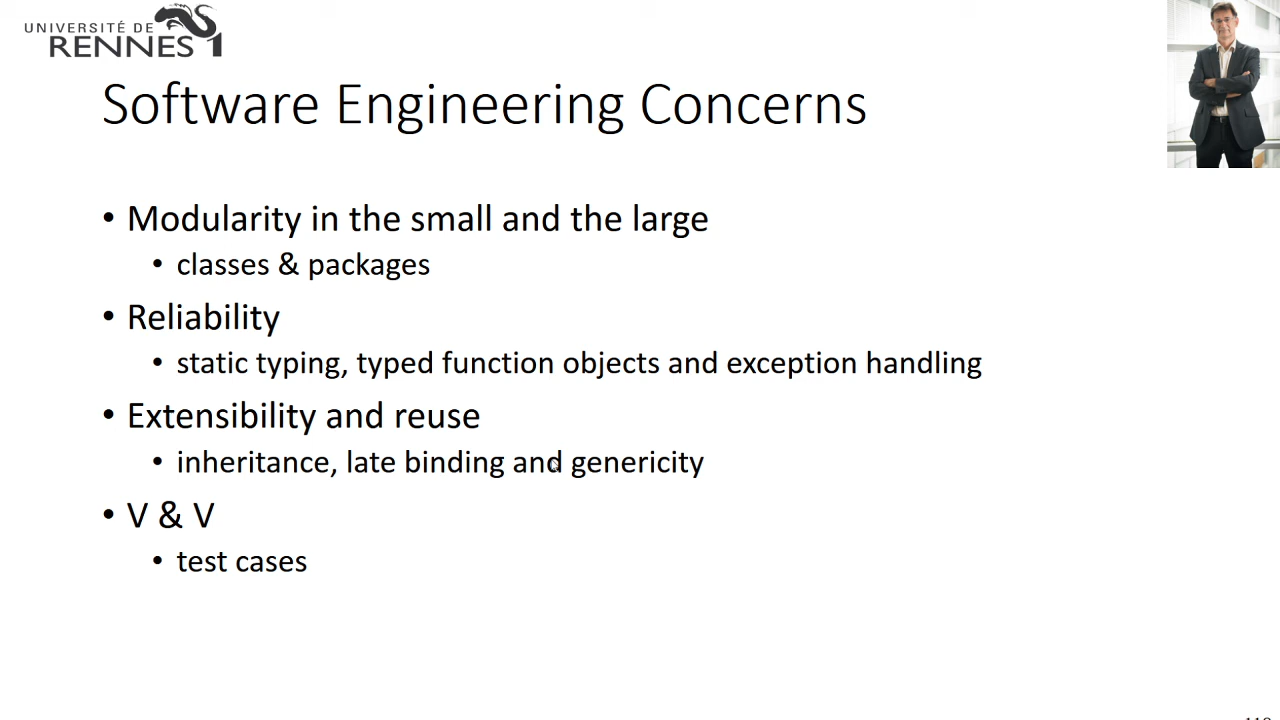 UNIVERSITÉ DE
RENNES 1
Software Engineering Concerns
• Modularity in the small and the large
• classes & packages
• Reliability
• static typing, typed function objects and exception handling
• Extensibility and reuse
• inheritance, late binding and genericity
• V & V
• test cases